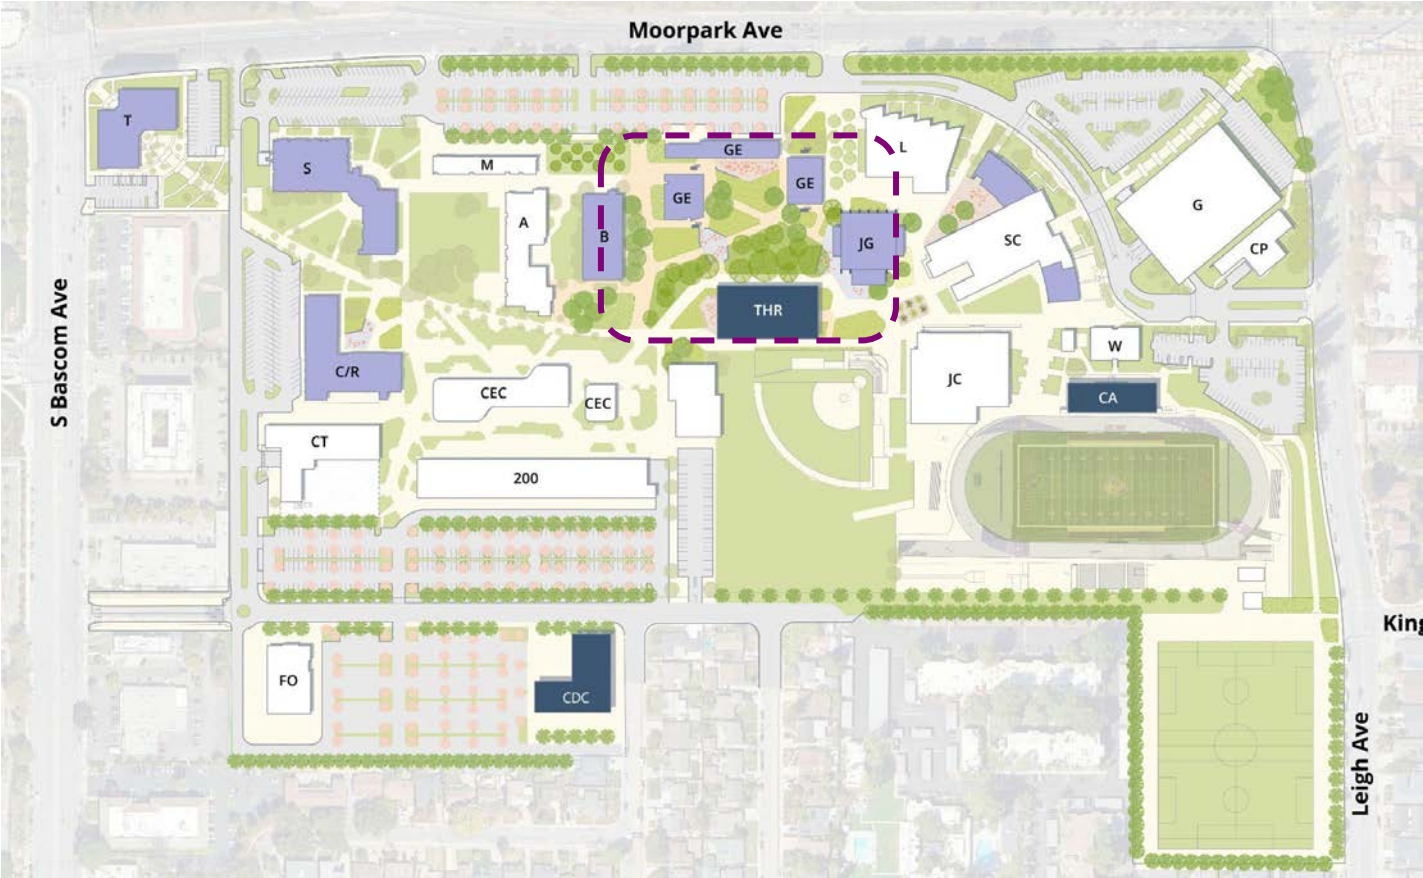 Moorpark Ave
T
S
M
GE
L
GE
GE
A
B
G
JG
SC
CP
S Bascom Ave
THR
W
C/R
JC
CEC
CEC
CA
CT
200
King
FO
CDC
Leigh Ave